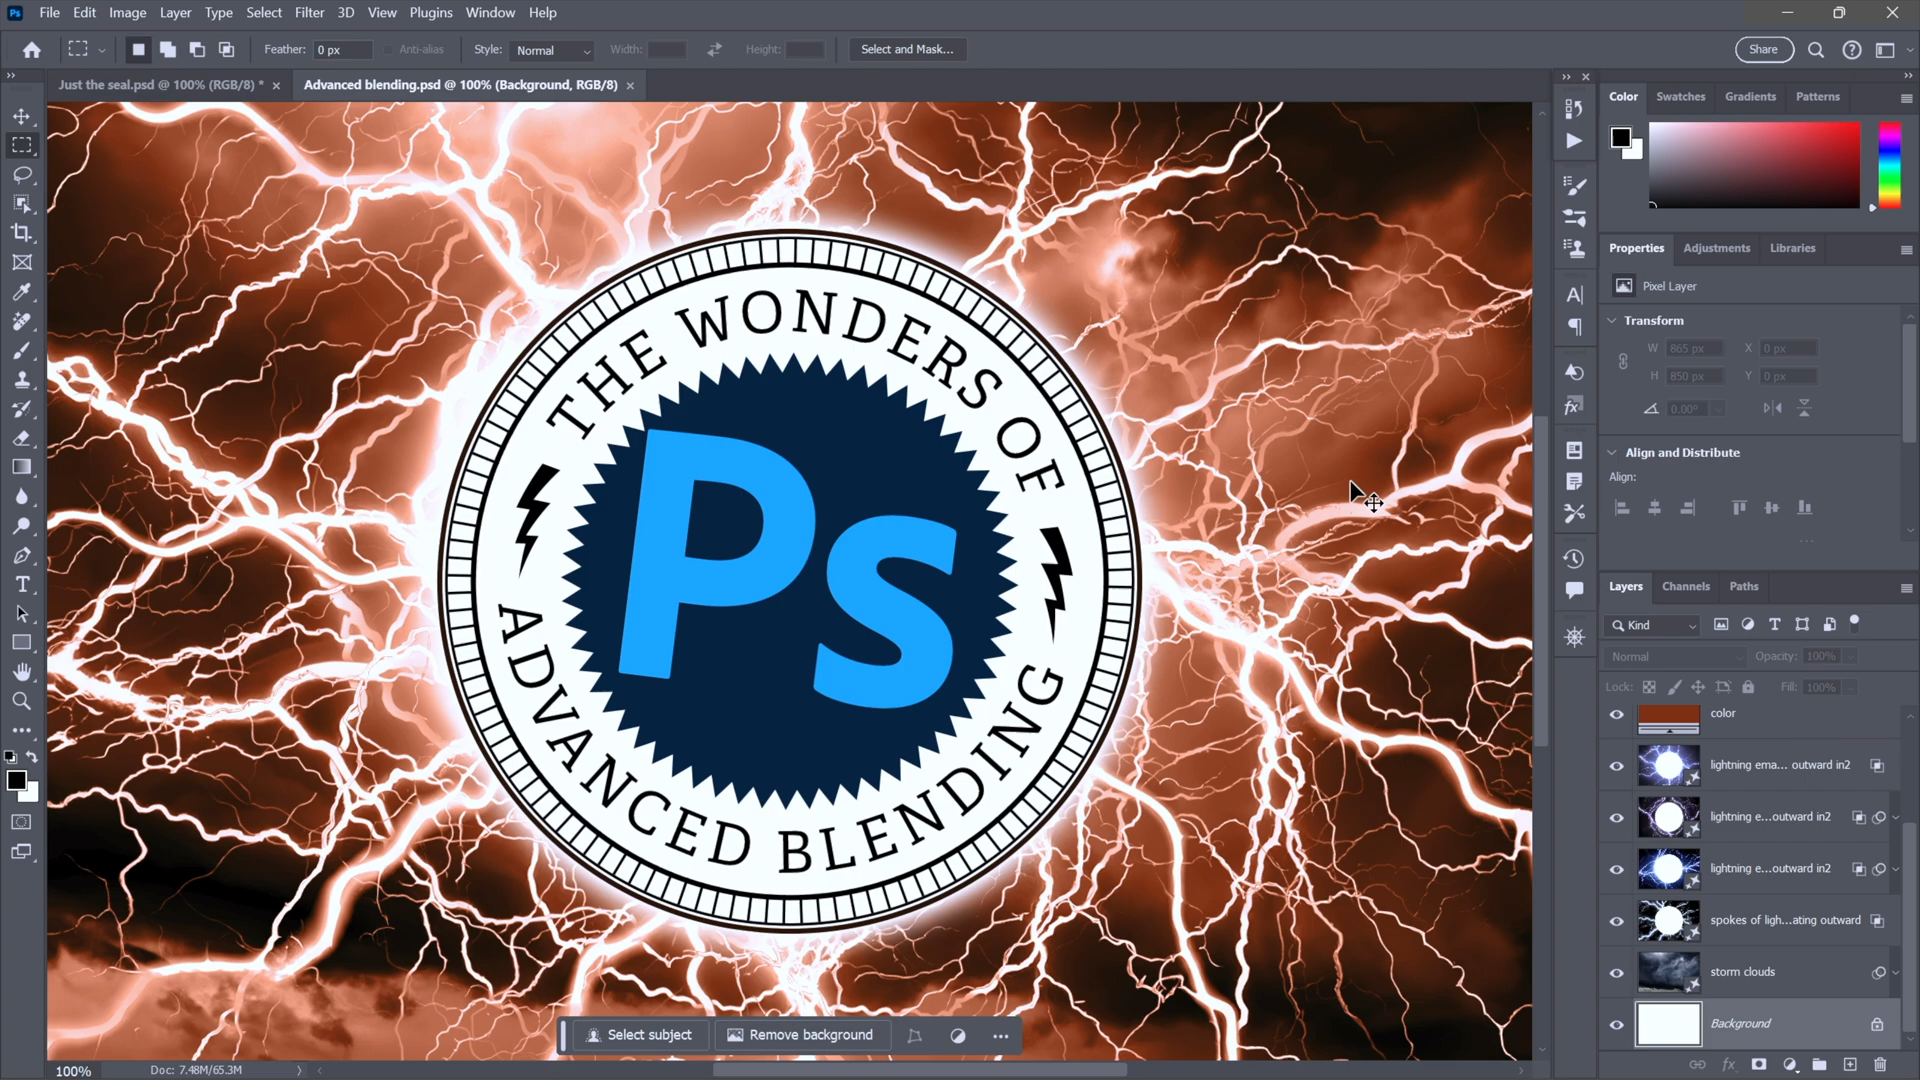 Ps File Edit Image Layer Type Select Filter 3D View Plugins Window Help
Feather: 0 px Anti-alias Style: Normal Width: Height: Select and Mask... Share
Just the seal.psd @ 100% (RGB/8) * Advanced blending.psd @ 100% (Background, RGB/8)
Color Swatches Gradients Patterns
Properties Adjustments Libraries
Pixel Layer
Transform
W 865 px X 0 px
H 850 px Y 0 px
0.00°
Align and Distribute
Align:
THE WONDERS OF
Ps
ADVANCED BLENDING
Layers Channels Paths
Kind
Normal Opacity: 100%
Lock: Fill: 100%
color
lightning ema... outward in2
lightning e...outward in2
lightning e...outward in2
spokes of ligh...ating outward
storm clouds
Background
Select subject Remove background
100% Doc: 7.48M/65.3M